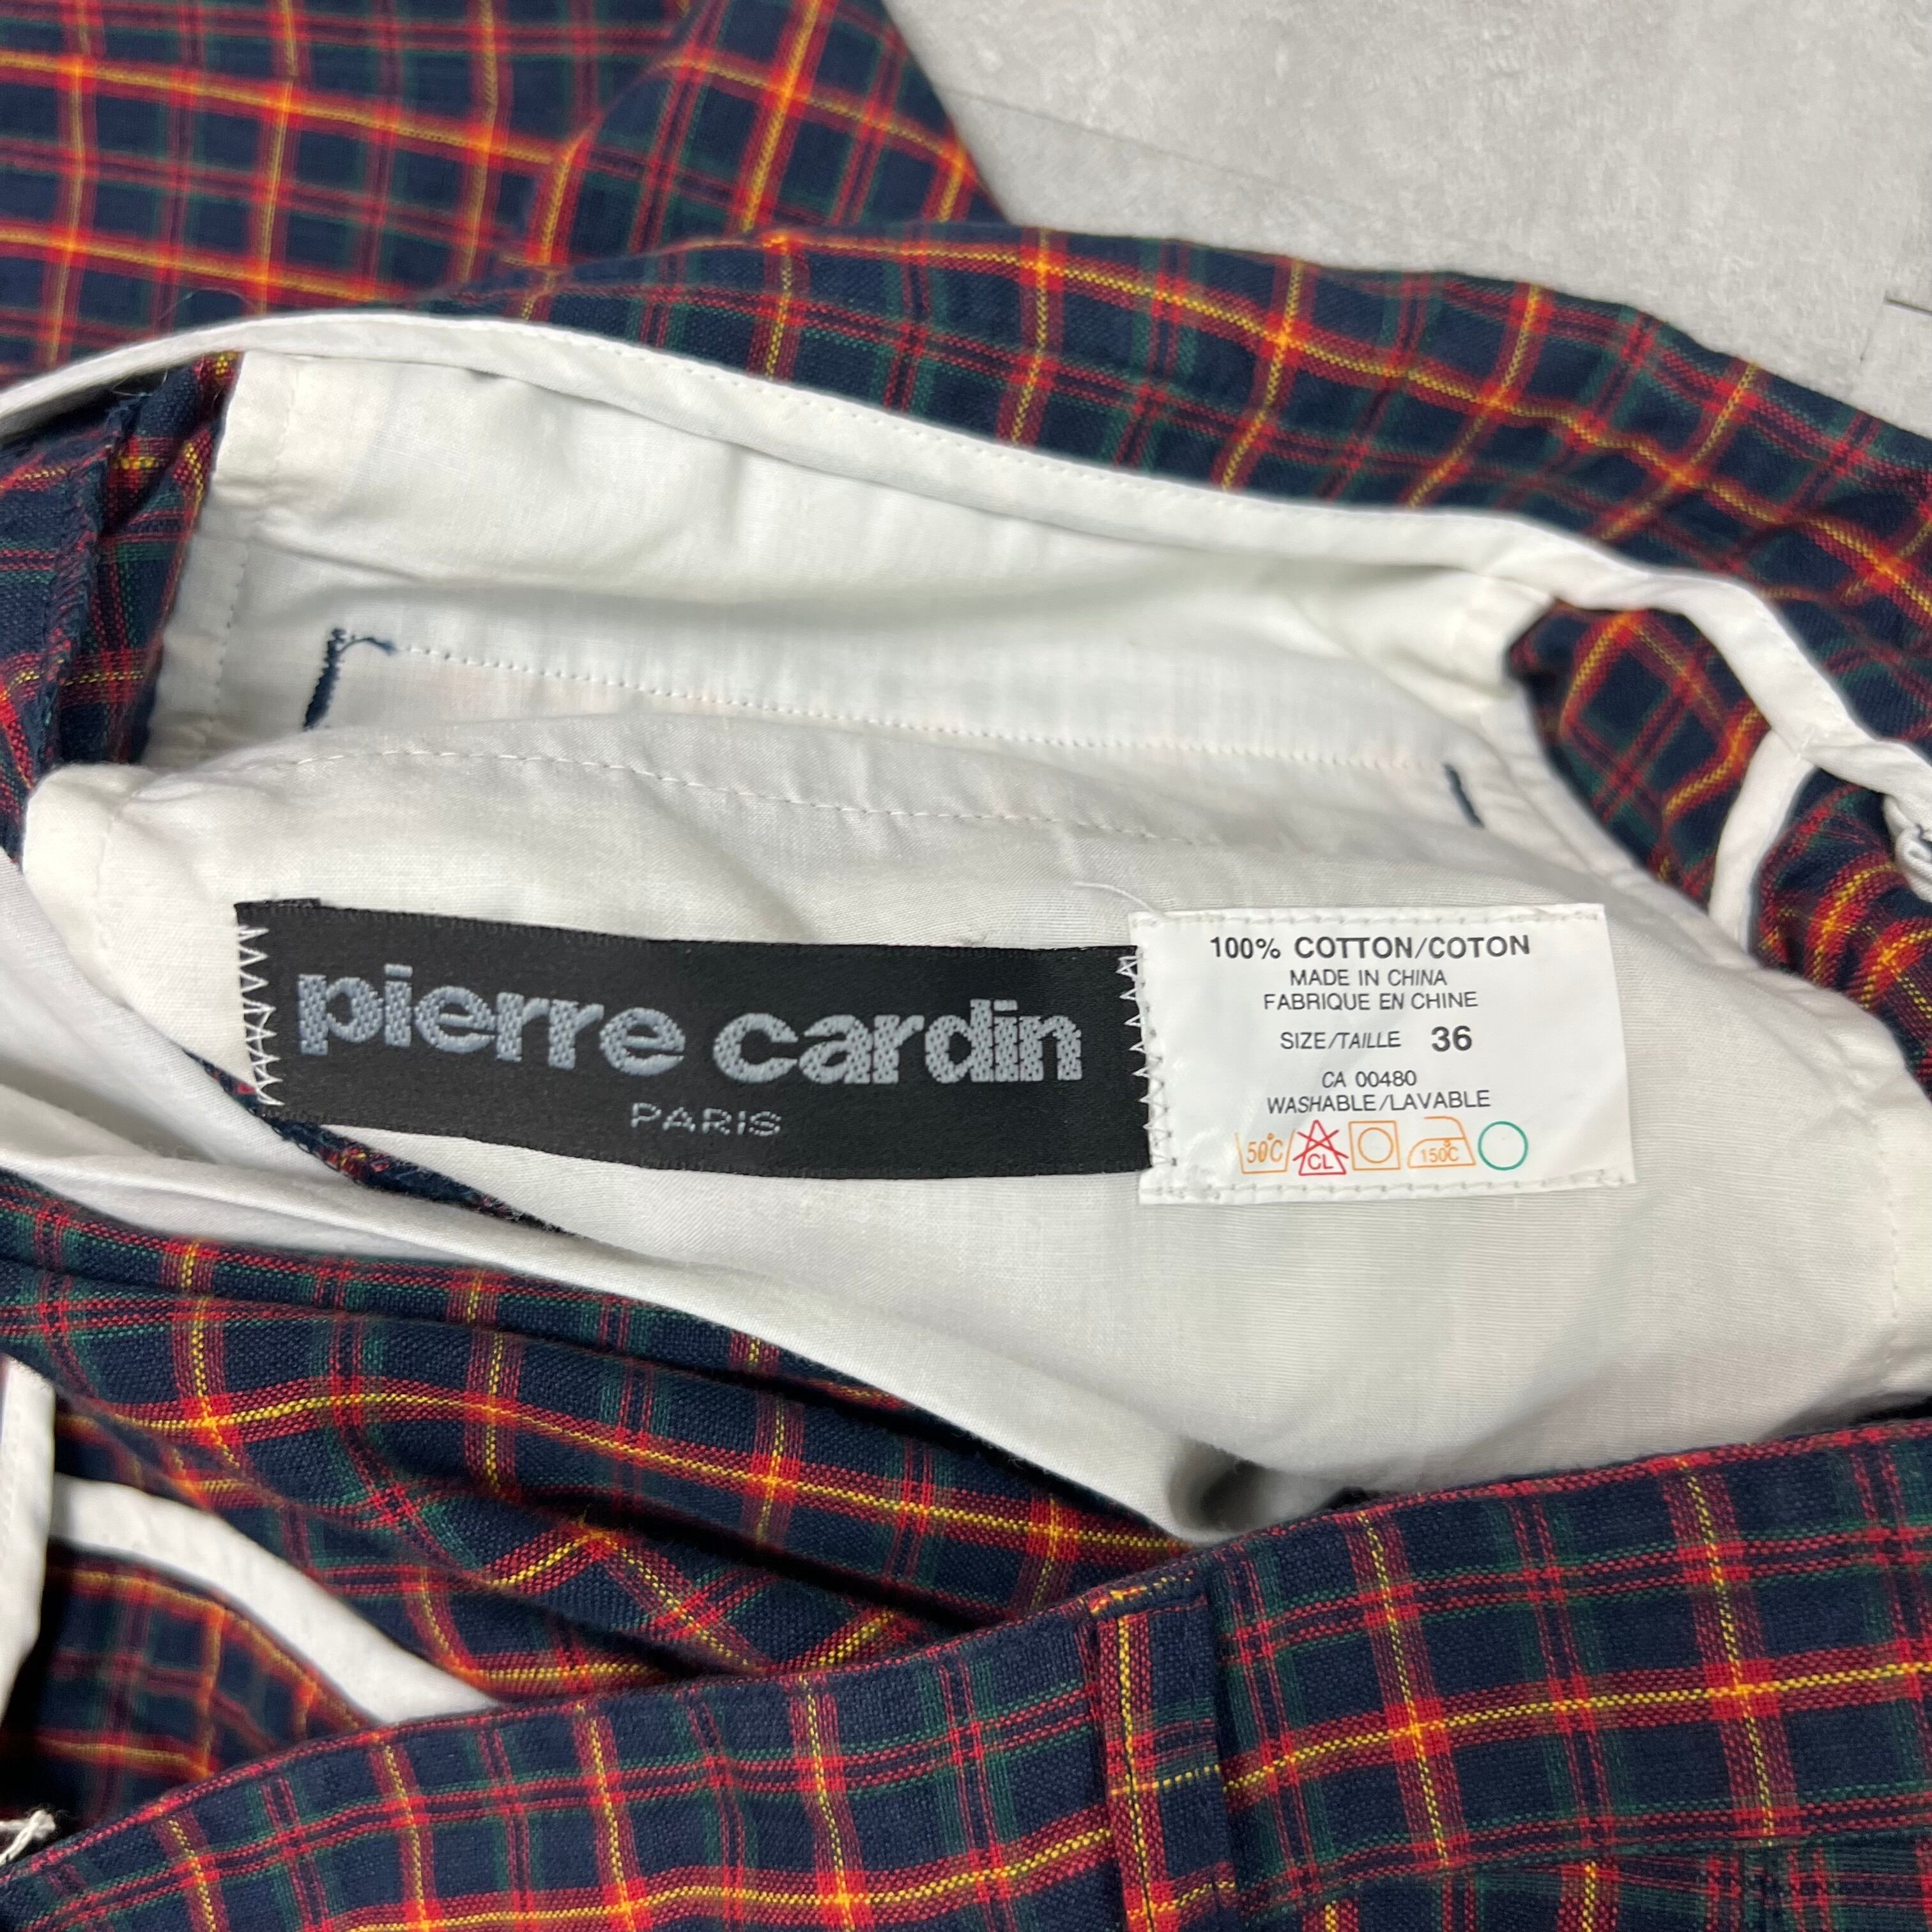 pierre cardin
PARIS
100% COTTON/COTON
MADE IN CHINA
FABRIQUE EN CHINE
SIZE/TAILLE 36
CA 00480
WASHABLE/LAVABLE
50°C CL 150°C